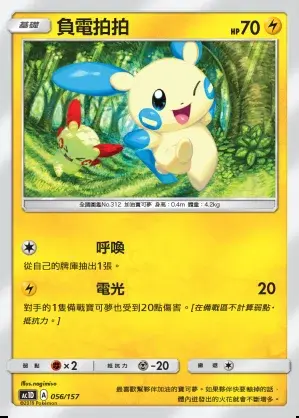 基礎 負電拍拍 HP70
全國圖鑑No.312 加油寶可夢 身高：0.4m 體重：4.2kg
呼喚
從自己的牌庫抽出1張。
電光 20
對手的1隻備戰寶可夢也受到20點傷害。[在備戰區不計算弱點、
抵抗力。]
弱點 ×2 抵抗力 -20 撤退
Illus.nagimiso
AC1D A 056/157
©2019 Pokémon
最喜歡幫夥伴加油的寶可夢。如果夥伴快要輸掉的話，
體內迸發出的火花就會不斷增多。